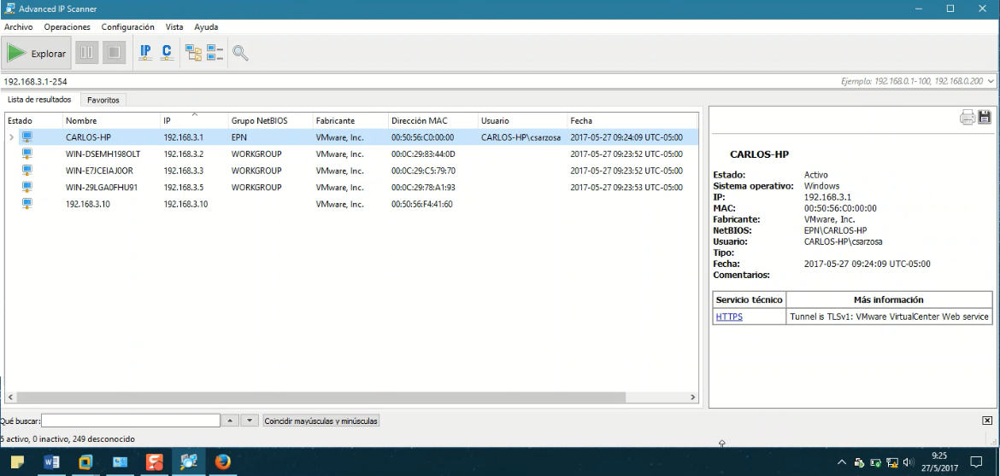 Advanced IP Scanner
Archivo Operaciones Configuración Vista Ayuda
Explorar IP C
192.168.3.1-254 Ejemplo: 192.168.0.1-100, 192.168.0.200
Lista de resultados Favoritos
Estado Nombre IP Grupo NetBIOS Fabricante Dirección MAC Usuario Fecha
CARLOS-HP 192.168.3.1 EPN VMware, Inc. 00:50:56:C0:00:00 CARLOS-HP\csarzosa 2017-05-27 09:24:09 UTC-05:00
WIN-DSEMH198OLT 192.168.3.2 WORKGROUP VMware, Inc. 00:0C:29:83:44:0D 2017-05-27 09:23:52 UTC-05:00
WIN-E7JCEIAJ0OR 192.168.3.3 WORKGROUP VMware, Inc. 00:0C:29:C5:79:70 2017-05-27 09:23:52 UTC-05:00
WIN-29LGA0FHU91 192.168.3.5 WORKGROUP VMware, Inc. 00:0C:29:78:A1:93 2017-05-27 09:23:53 UTC-05:00
192.168.3.10 192.168.3.10 VMware, Inc. 00:50:56:F4:41:60
CARLOS-HP
Estado: Activo
Sistema operativo: Windows
IP: 192.168.3.1
MAC: 00:50:56:C0:00:00
Fabricante: VMware, Inc.
NetBIOS: EPN\CARLOS-HP
Usuario: CARLOS-HP\csarzosa
Tipo:
Fecha: 2017-05-27 09:24:09 UTC-05:00
Comentarios:
Servicio técnico Más información
HTTPS Tunnel is TLSv1: VMware VirtualCenter Web service
Qué buscar: Coincidir mayúsculas y minúsculas
5 activo, 0 inactivo, 249 desconocido
9:25
27/5/2017